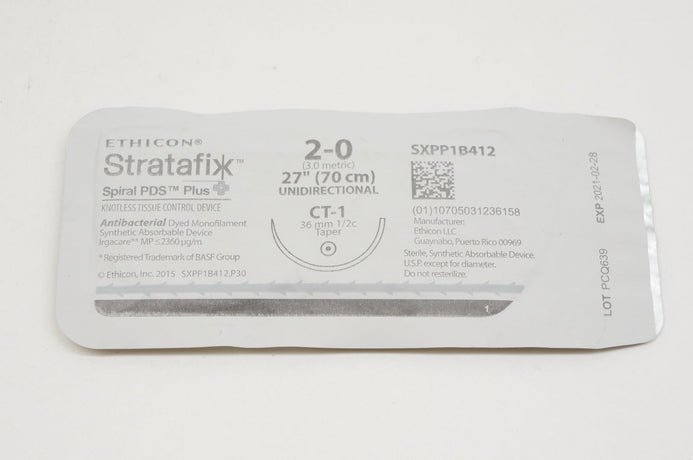 ETHICON®
Stratafix™
Spiral PDS™ Plus
KNOTLESS TISSUE CONTROL DEVICE
Antibacterial Dyed Monofilament
Synthetic Absorbable Device
Irgacare** MP ≤2360 µg/m
* Registered Trademark of BASF Group
© Ethicon, Inc. 2015 SXPP1B412.P30
2-0
(3.0 metric)
27" (70 cm)
UNIDIRECTIONAL
CT-1
36 mm 1/2c
Taper
SXPP1B412
(01)10705031236158
Manufacturer:
Ethicon LLC
Guaynabo, Puerto Rico 00969
Sterile, Synthetic Absorbable Device.
U.S.P. except for diameter.
Do not resterilize.
1
LOT PCQ639 EXP 2021-02-28